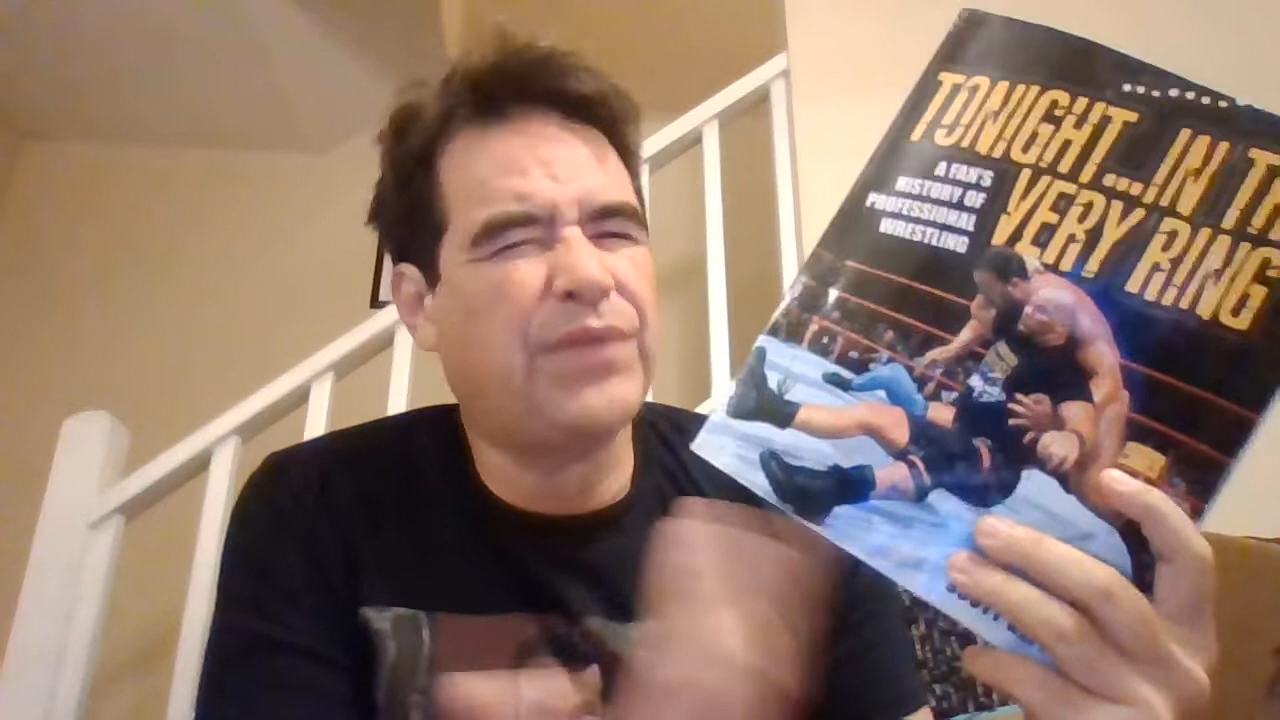 TONIGHT...IN TH
VERY RING
A FAN'S
HISTORY OF
PROFESSIONAL
WRESTLING